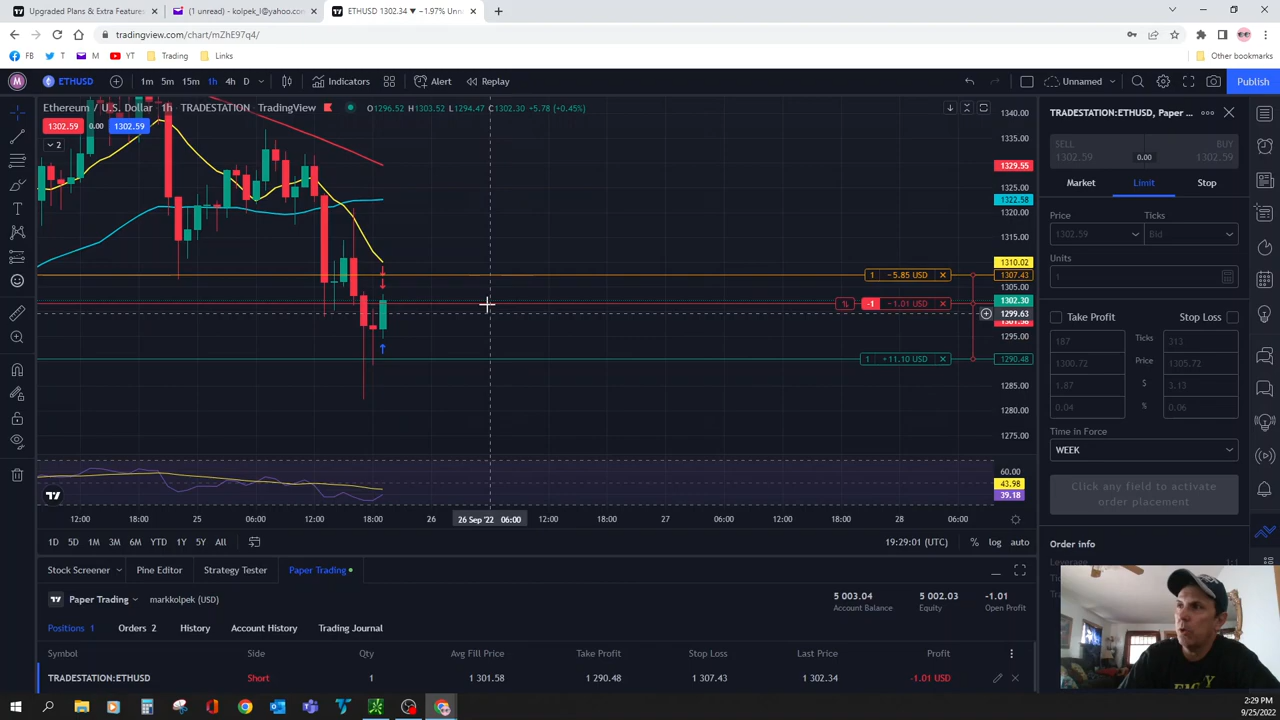 Upgraded Plans & Extra Features
(1 unread) - kolpek_l@yahoo.com
ETHUSD 1302.34 ▼ −1.97% Unn
tradingview.com/chart/mZhE97q4/
FB
T
M
YT
Trading
Links
Other bookmarks
M
ETHUSD
1m 5m 15m 1h 4h D
Indicators
Alert
Replay
Unnamed
Publish
Ethereum / U.S. Dollar 1h TRADESTATION TradingView
O1296.52 H1303.52 L1294.47 C1302.30 +5.78 (+0.45%)
1302.59 0.00 1302.59
2
1340.00
1335.00
1329.55
1325.00
1322.58
1320.00
1315.00
1310.02
1307.43
1305.00
1302.30
1299.63
1295.00
1290.48
1285.00
1280.00
1275.00
1 −5.85 USD
-1 −1.01 USD
1 +11.10 USD
60.00
43.98
39.18
12:00 18:00 25 06:00 12:00 18:00 26 26 Sep '22 06:00 12:00 18:00 27 06:00 12:00 18:00 28 06:00
1D 5D 1M 3M 6M YTD 1Y 5Y All
19:29:01 (UTC)
% log auto
Stock Screener
Pine Editor
Strategy Tester
Paper Trading
Paper Trading
markkolpek (USD)
5 003.04
Account Balance
5 002.03
Equity
-1.01
Open Profit
Positions 1
Orders 2
History
Account History
Trading Journal
Symbol Side Qty Avg Fill Price Take Profit Stop Loss Last Price Profit
TRADESTATION:ETHUSD Short 1 1 301.58 1 290.48 1 307.43 1 302.34 -1.01 USD
TRADESTATION:ETHUSD, Paper ...
SELL
1302.59
0.00
BUY
1302.59
Market
Limit
Stop
Price
Ticks
1302.59
Bid
Units
1
Take Profit
Stop Loss
187 Ticks 313
1300.72 Price 1305.72
1.87 $ 3.13
0.04 % 0.06
Time in Force
WEEK
Click any field to activate
order placement
Order info
2:29 PM
9/25/2022